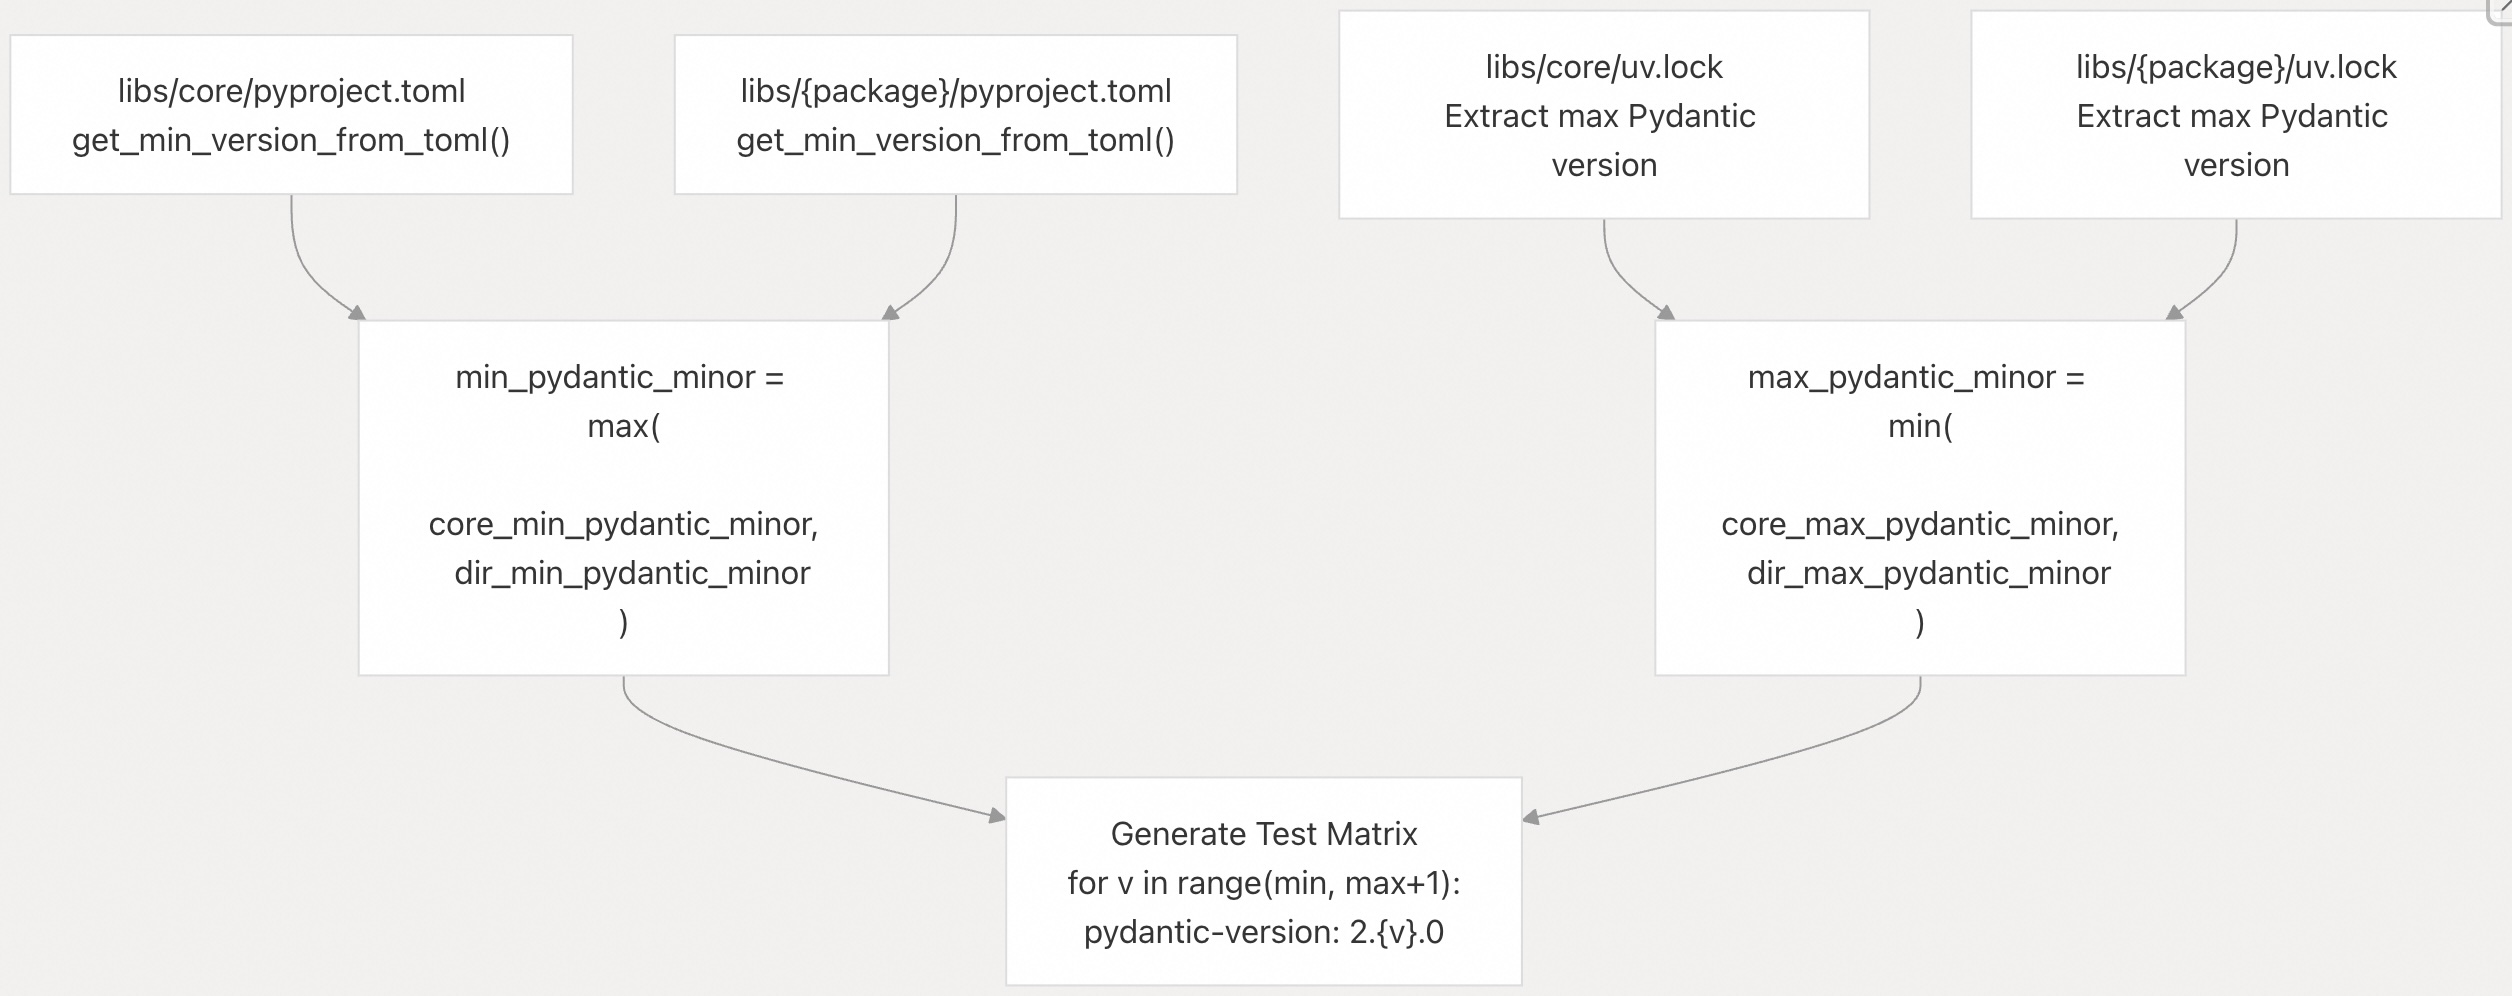 libs/core/pyproject.toml
get_min_version_from_toml()
libs/{package}/pyproject.toml
get_min_version_from_toml()
libs/core/uv.lock
Extract max Pydantic
version
libs/{package}/uv.lock
Extract max Pydantic
version
min_pydantic_minor =
max(
core_min_pydantic_minor,
dir_min_pydantic_minor
)
max_pydantic_minor =
min(
core_max_pydantic_minor,
dir_max_pydantic_minor
)
Generate Test Matrix
for v in range(min, max+1):
pydantic-version: 2.{v}.0